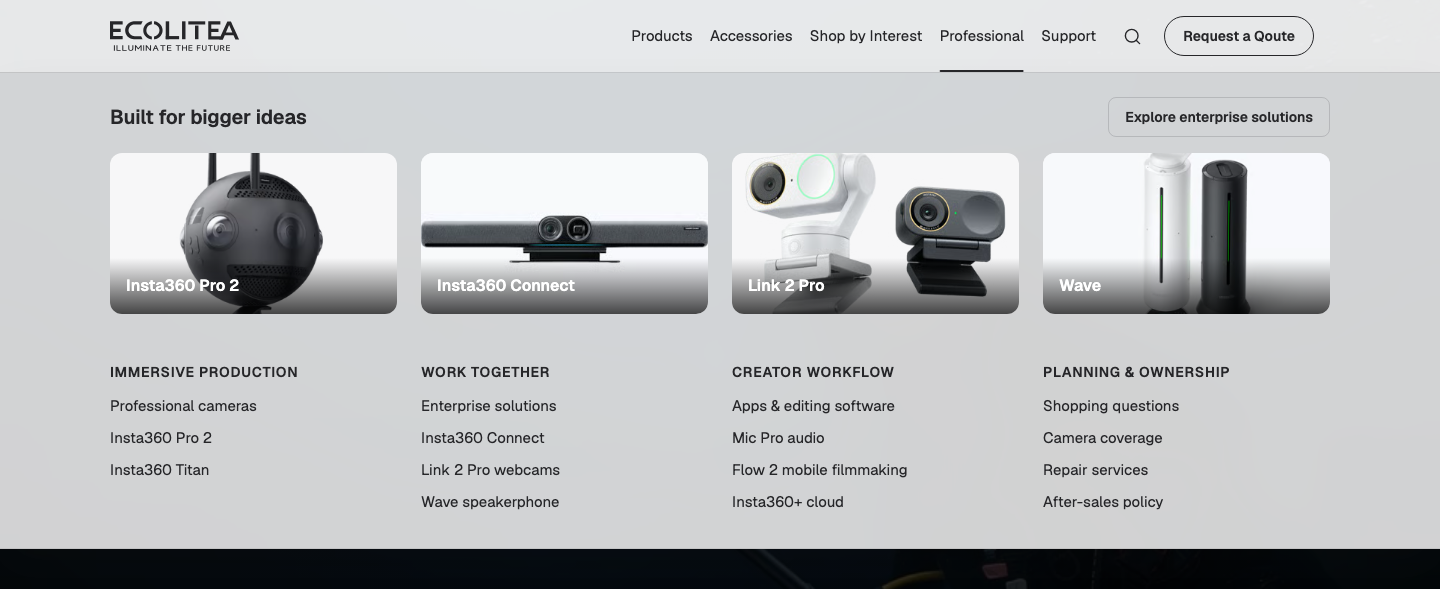 ECOLITEA
ILLUMINATE THE FUTURE
Products Accessories Shop by Interest Professional Support Request a Qoute
Built for bigger ideas
Explore enterprise solutions
Insta360 Pro 2
Insta360 Connect
Link 2 Pro
Wave
IMMERSIVE PRODUCTION
Professional cameras
Insta360 Pro 2
Insta360 Titan
WORK TOGETHER
Enterprise solutions
Insta360 Connect
Link 2 Pro webcams
Wave speakerphone
CREATOR WORKFLOW
Apps & editing software
Mic Pro audio
Flow 2 mobile filmmaking
Insta360+ cloud
PLANNING & OWNERSHIP
Shopping questions
Camera coverage
Repair services
After-sales policy